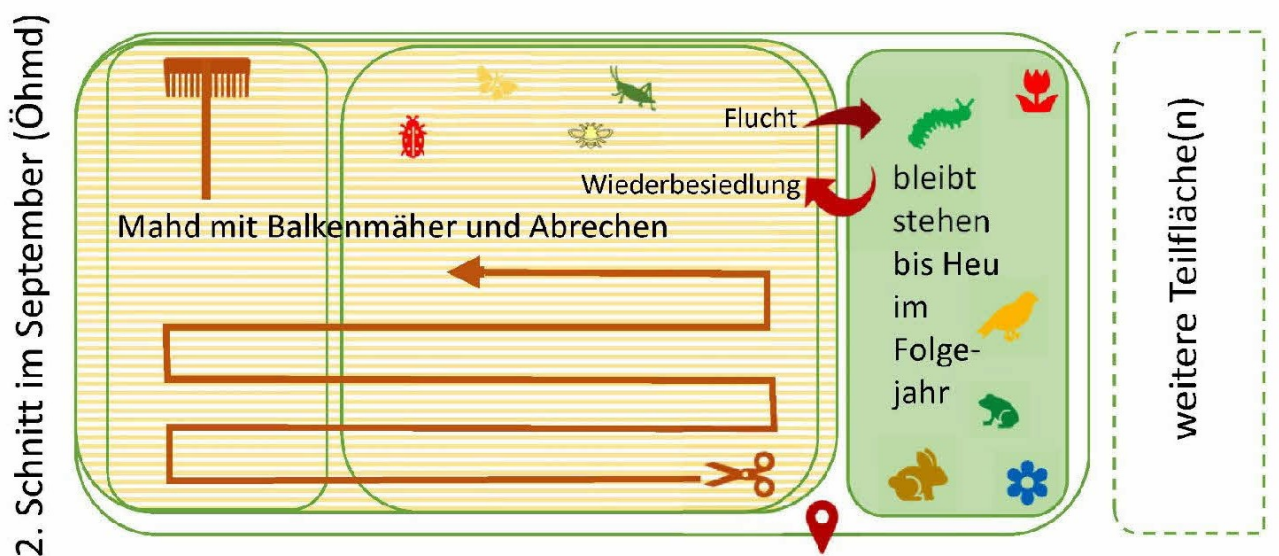 2. Schnitt im September (Öhmd)
Flucht
Wiederbesiedlung
Mahd mit Balkenmäher und Abrechen
bleibt
stehen
bis Heu
im
Folge-
jahr
weitere Teilfläche(n)